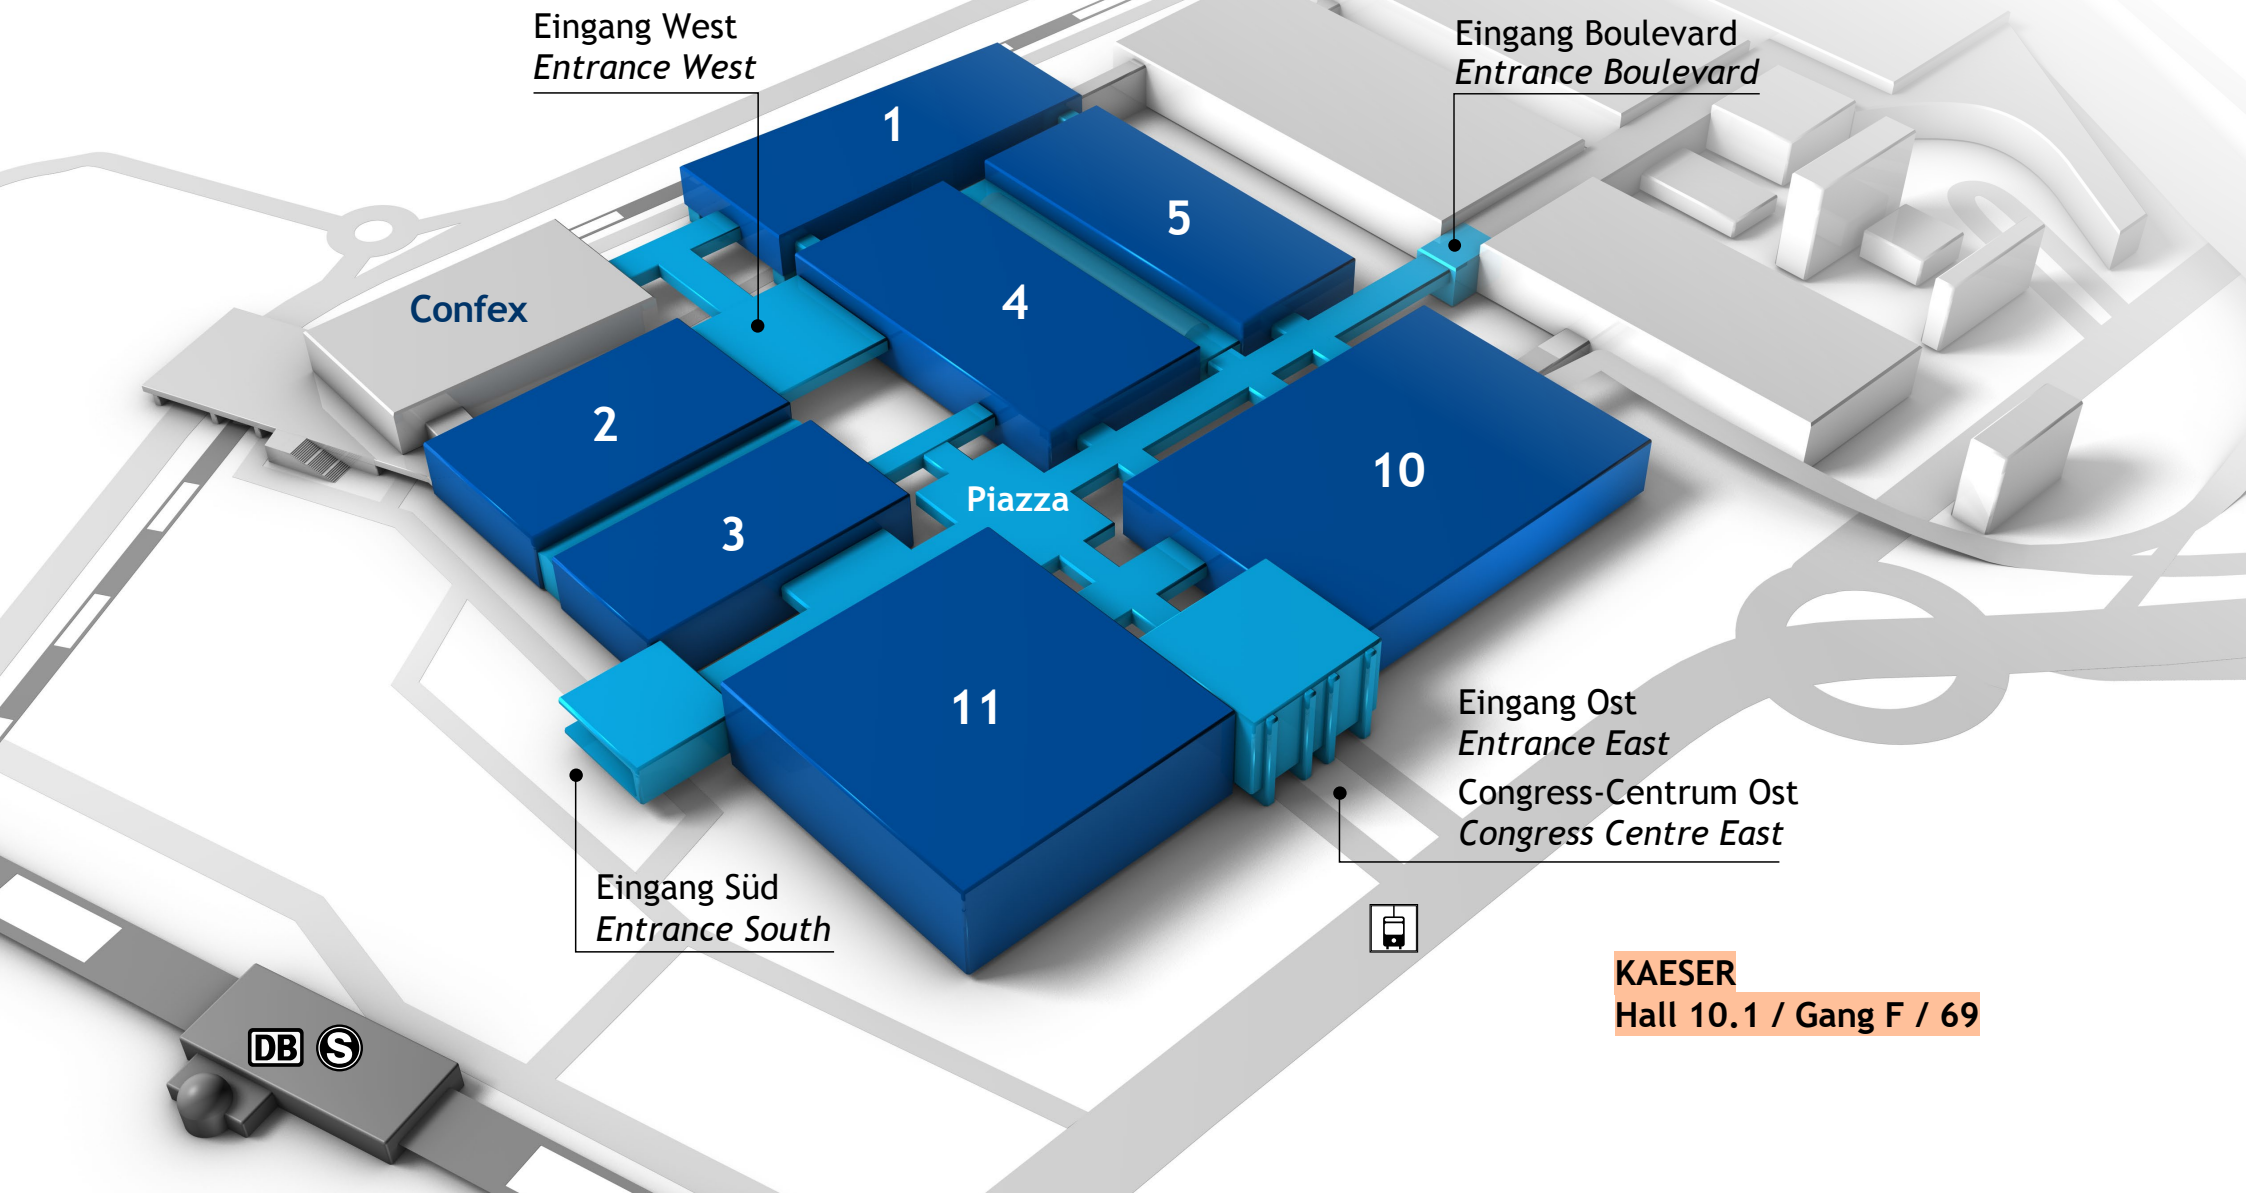 Eingang West
Entrance West
Eingang Boulevard
Entrance Boulevard
1
5
4
Confex
2
10
Piazza
3
11
Eingang Ost
Entrance East
Congress-Centrum Ost
Congress Centre East
Eingang Süd
Entrance South
KAESER
Hall 10.1 / Gang F / 69
DB S